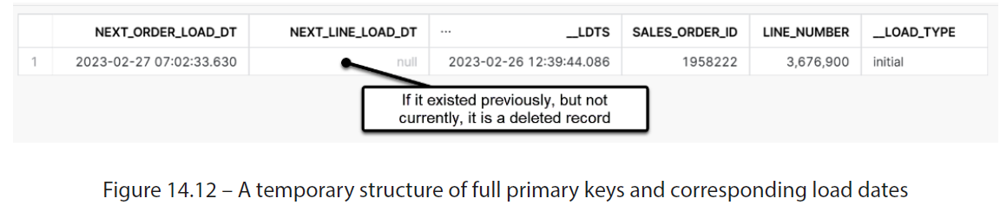 NEXT_ORDER_LOAD_DT NEXT_LINE_LOAD_DT ··· __LDTS SALES_ORDER_ID LINE_NUMBER __LOAD_TYPE
1 2023-02-27 07:02:33.630 null 2023-02-26 12:39:44.086 1958222 3,676,900 initial
If it existed previously, but not
currently, it is a deleted record
Figure 14.12 – A temporary structure of full primary keys and corresponding load dates